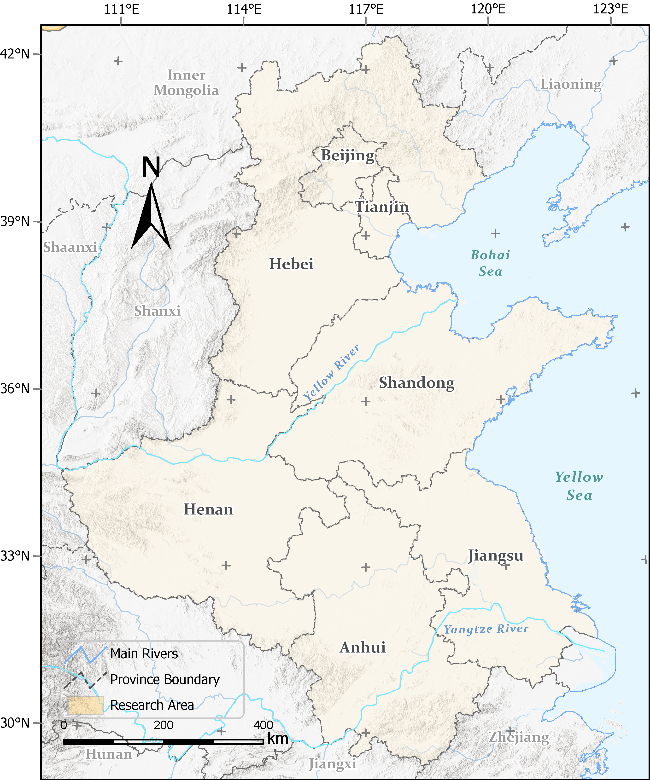 111°E 114°E 117°E 120°E 123°E
42°N
39°N
36°N
33°N
30°N
Inner
Mongolia
Liaoning
N
Beijing
Tianjin
Shaanxi
Hebei
Bohai
Sea
Shanxi
Yellow River
Shandong
Yellow
Sea
Henan
Jiangsu
Yangtze River
Anhui
Main Rivers
Province Boundary
Research Area
0 200 400
km
Hunan
Jiangxi
Zhejiang